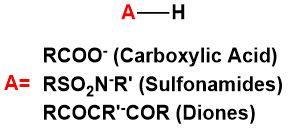 A—H
RCOO⁻ (Carboxylic Acid)
A= RSO₂N⁻R' (Sulfonamides)
RCOCR'⁻COR (Diones)